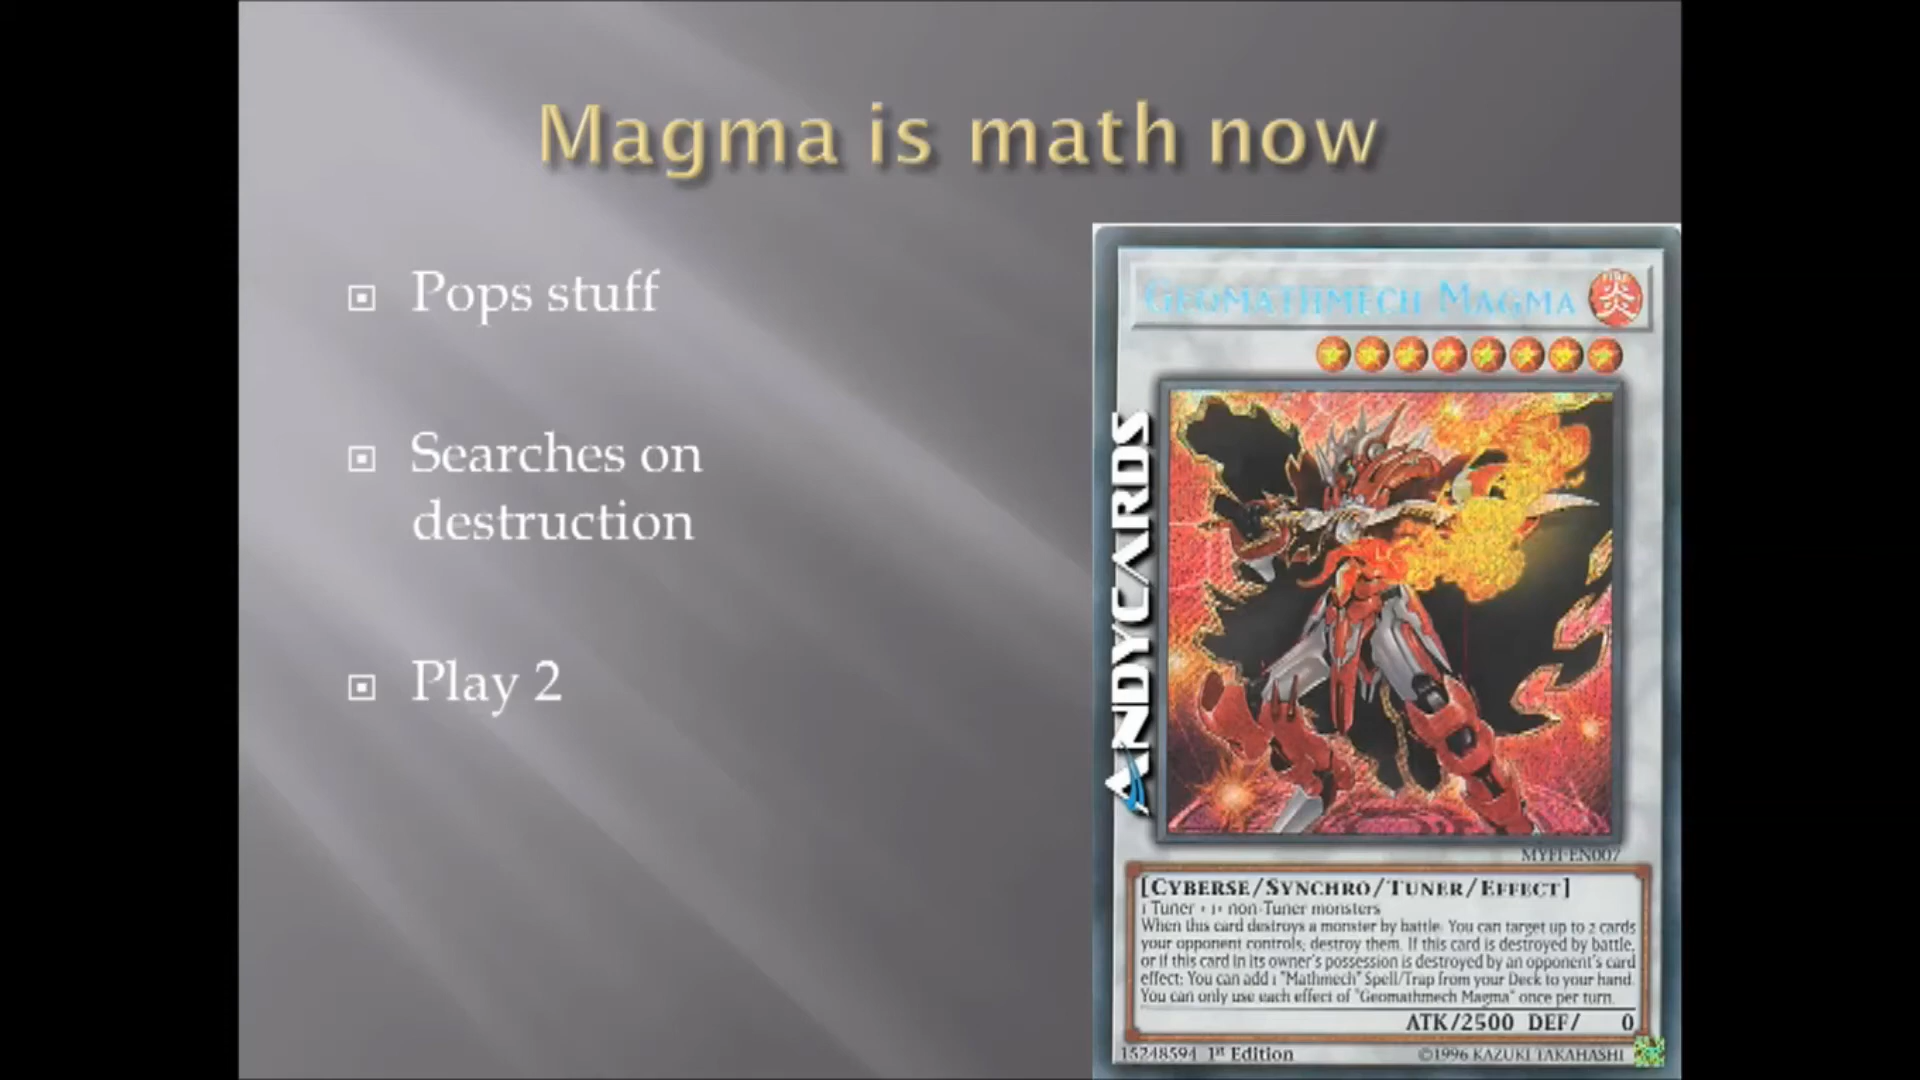 Magma is math now
Pops stuff
Searches on
destruction
Play 2
GEOMATHMECH MAGMA
FIRE
炎
ANDYCARDS
MYFI-EN007
[CYBERSE/SYNCHRO/TUNER/EFFECT]
1 Tuner + 1+ non-Tuner monsters
When this card destroys a monster by battle: You can target up to 2 cards
your opponent controls; destroy them. If this card is destroyed by battle,
or if this card in its owner's possession is destroyed by an opponent's card
effect: You can add 1 "Mathmech" Spell/Trap from your Deck to your hand.
You can only use each effect of "Geomathmech Magma" once per turn.
ATK/2500 DEF/ 0
15248594 1st Edition
©1996 KAZUKI TAKAHASHI